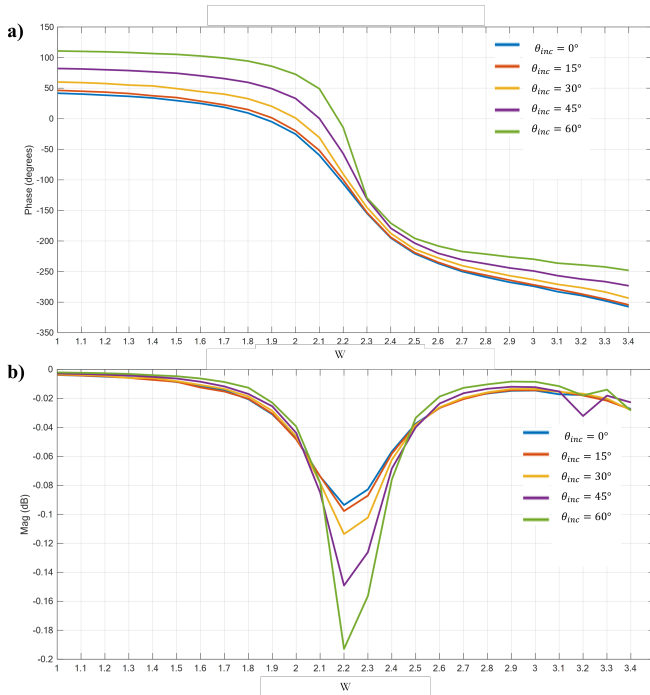 a)
150
100
50
0
-50
-100
-150
-200
-250
-300
-350
Phase (degrees)
θinc = 0°
θinc = 15°
θinc = 30°
θinc = 45°
θinc = 60°
1 1.1 1.2 1.3 1.4 1.5 1.6 1.7 1.8 1.9 2 2.1 2.2 2.3 2.4 2.5 2.6 2.7 2.8 2.9 3 3.1 3.2 3.3 3.4
W
b)
0
-0.02
-0.04
-0.06
-0.08
-0.1
-0.12
-0.14
-0.16
-0.18
-0.2
Mag (dB)
θinc = 0°
θinc = 15°
θinc = 30°
θinc = 45°
θinc = 60°
1 1.1 1.2 1.3 1.4 1.5 1.6 1.7 1.8 1.9 2 2.1 2.2 2.3 2.4 2.5 2.6 2.7 2.8 2.9 3 3.1 3.2 3.3 3.4
W